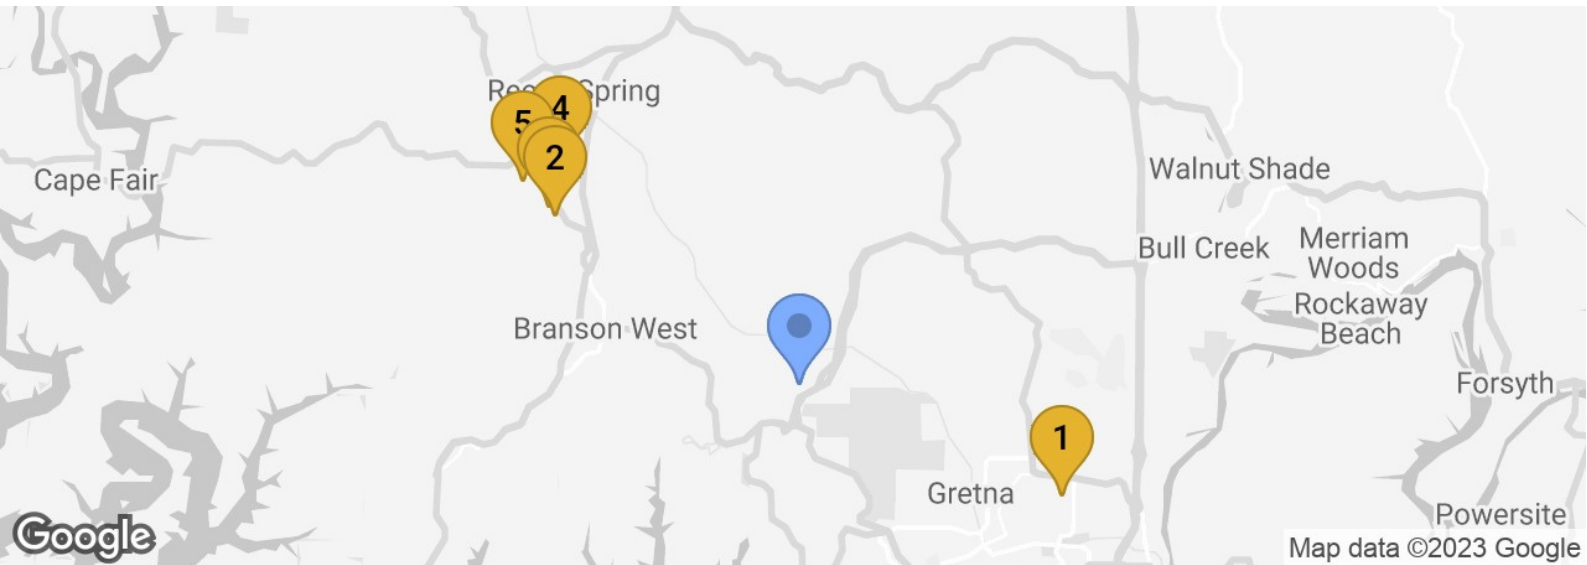 Spring
4
5
2
Cape Fair
Walnut Shade
Bull Creek
Merriam
Woods
Rockaway
Beach
Branson West
Forsyth
1
Gretna
Powersite
Google
Map data ©2023 Google